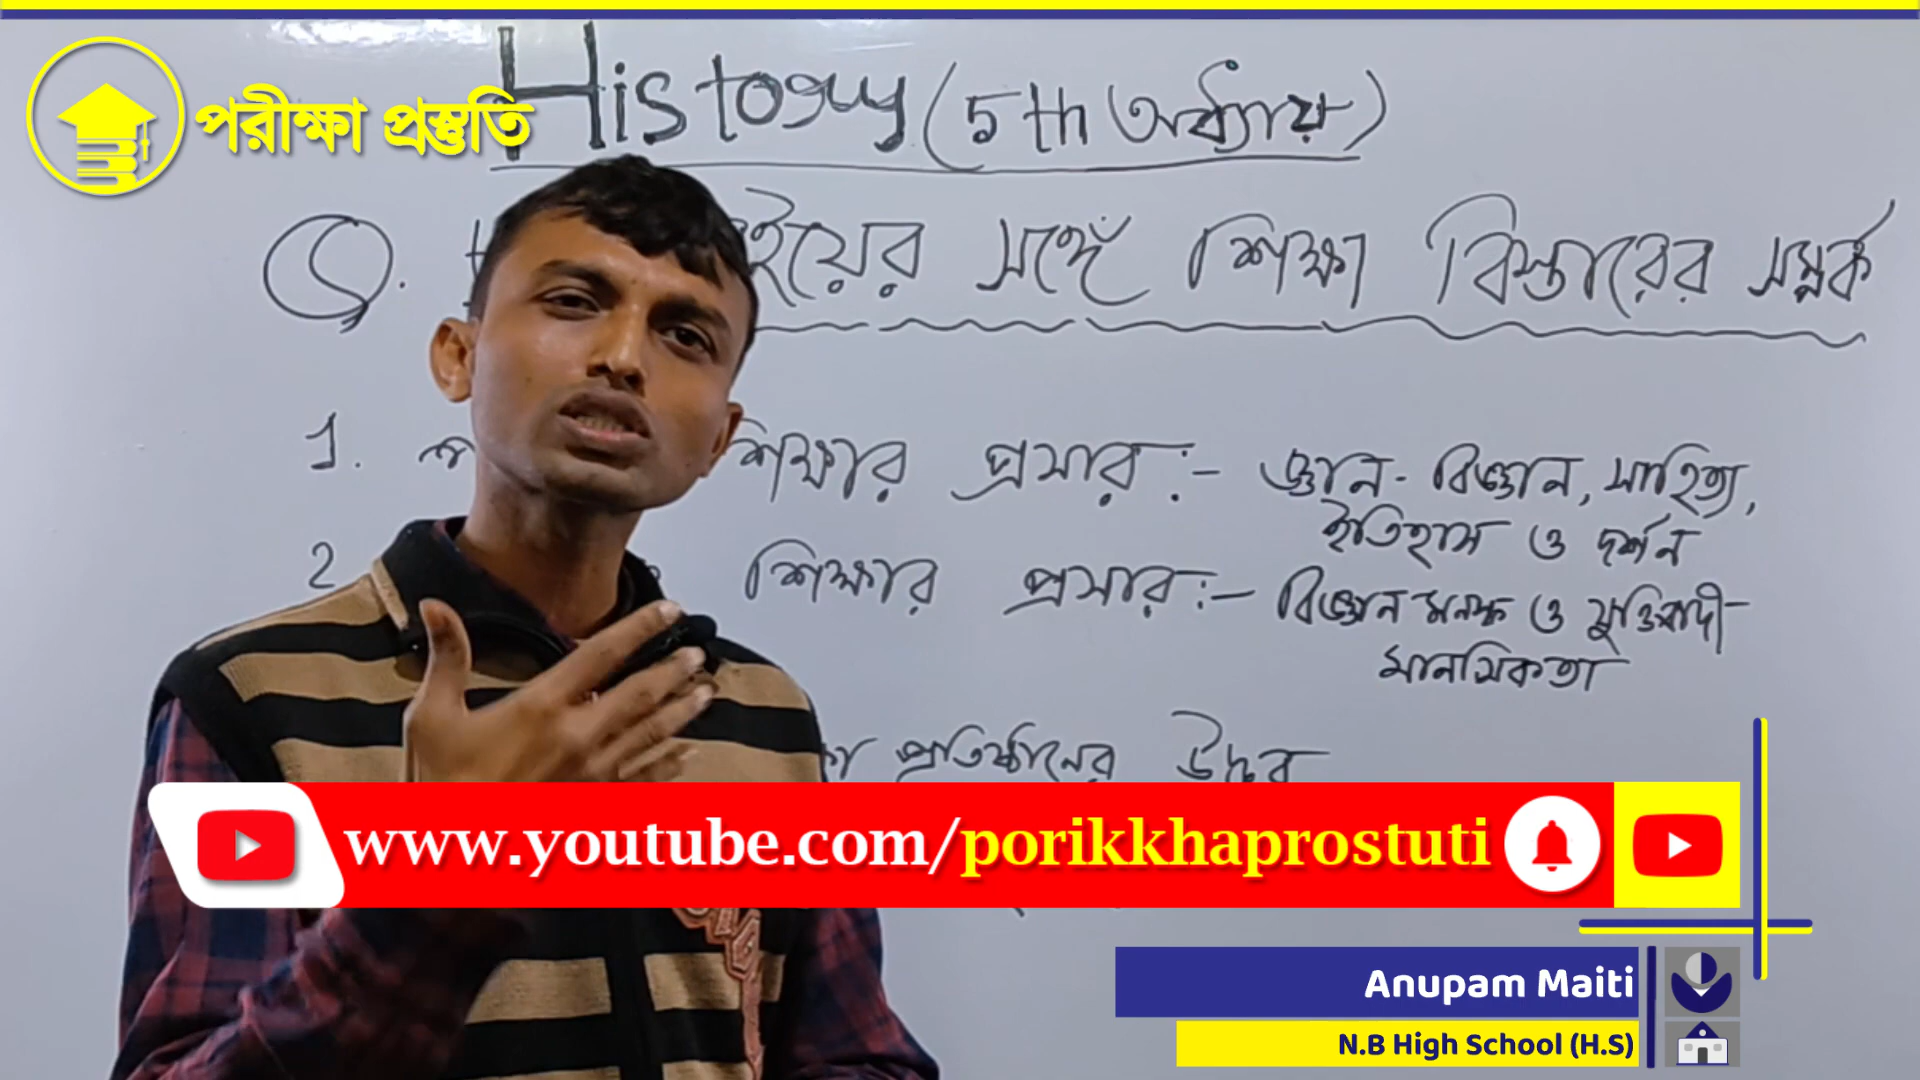 পরীক্ষা প্রস্তুতি
History (5th অধ্যায়)
Q. ইয়ের সঙ্গে শিক্ষা বিস্তারের সম্পর্ক
1. শিক্ষার প্রসার :- জ্ঞান-বিজ্ঞান, সাহিত্য,
ইতিহাস ও দর্শন
2 শিক্ষার প্রসার :- বিজ্ঞান মনস্ক ও যুক্তিবাদী
মানসিকতা
প্রতিষ্ঠানের উদ্ভব
www.youtube.com/porikkhaprostuti
Anupam Maiti
N.B High School (H.S)